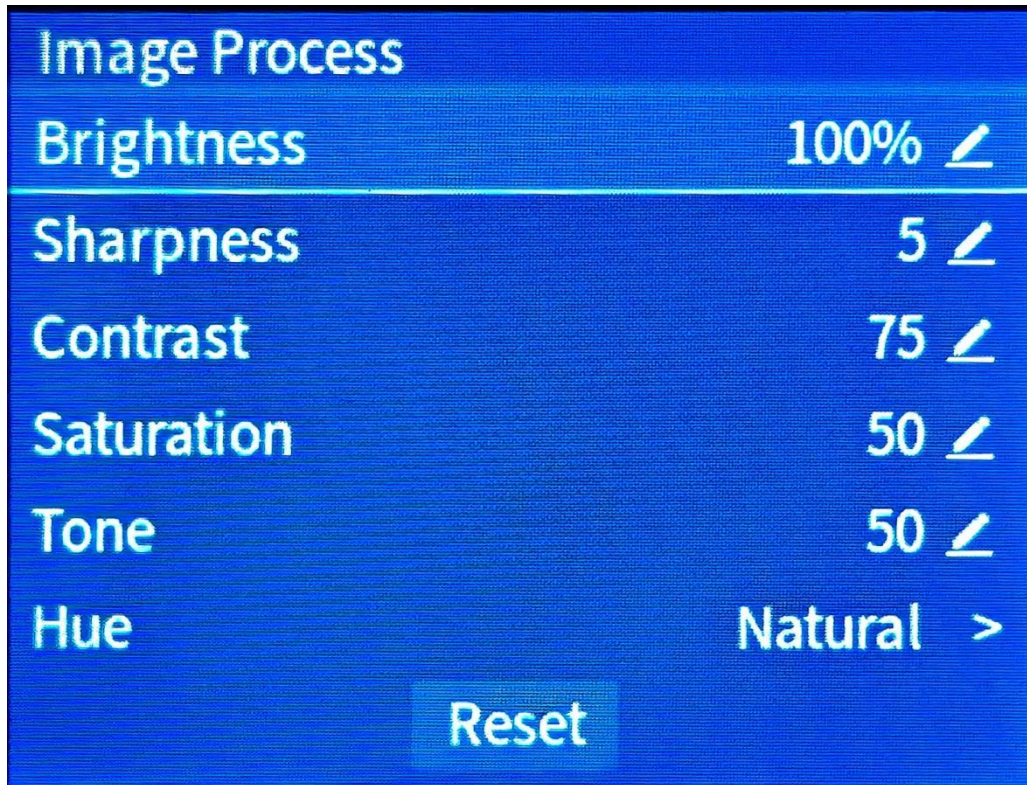 Image Process
Brightness 100%
Sharpness 5
Contrast 75
Saturation 50
Tone 50
Hue Natural >
Reset